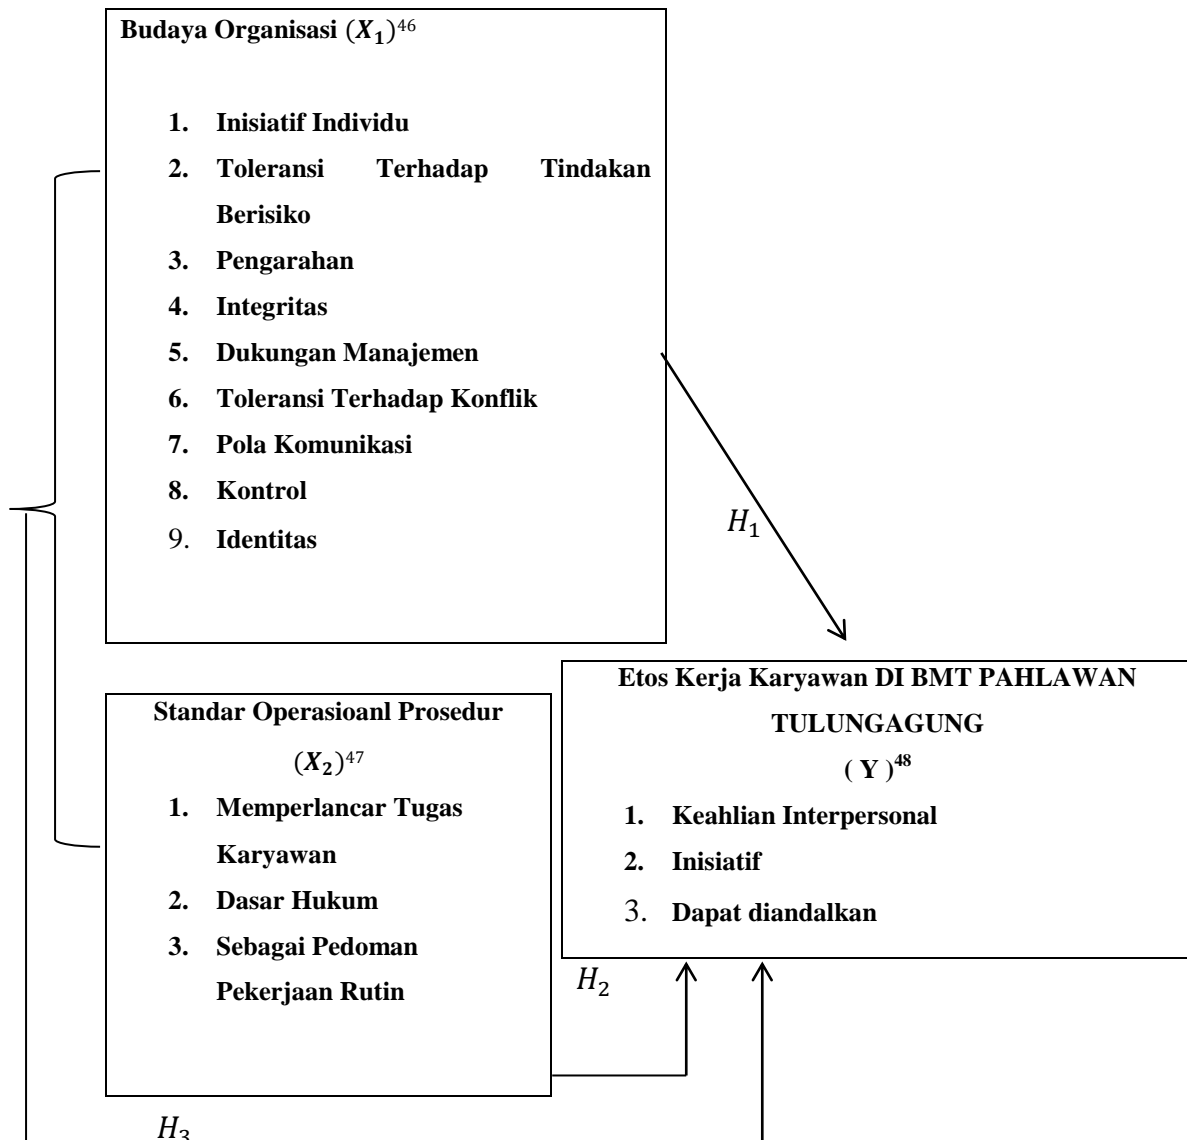 Budaya Organisasi (X₁)⁴⁶
1. Inisiatif Individu
2. Toleransi Terhadap Tindakan
Berisiko
3. Pengarahan
4. Integritas
5. Dukungan Manajemen
6. Toleransi Terhadap Konflik
7. Pola Komunikasi
8. Kontrol
9. Identitas
H₁
Standar Operasioanl Prosedur
(X₂)⁴⁷
1. Memperlancar Tugas
Karyawan
2. Dasar Hukum
3. Sebagai Pedoman
Pekerjaan Rutin
Etos Kerja Karyawan DI BMT PAHLAWAN
TULUNGAGUNG
( Y )⁴⁸
1. Keahlian Interpersonal
2. Inisiatif
3. Dapat diandalkan
H₂
H₃